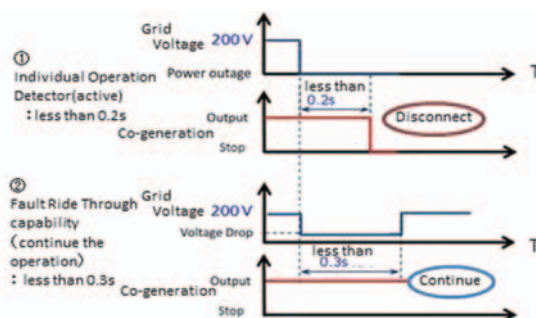 ①
Individual Operation
Detector(active)
：less than 0.2s
Grid
Voltage 200V
Power outage
T
less than
0.2s
Output
Co-generation
Stop
Disconnect
②
Fault Ride Through
capability
(continue the
operation)
：less than 0.3s
Grid
Voltage 200V
Voltage Drop
T
less than
0.3s
Output
Co-generation
Stop
Continue